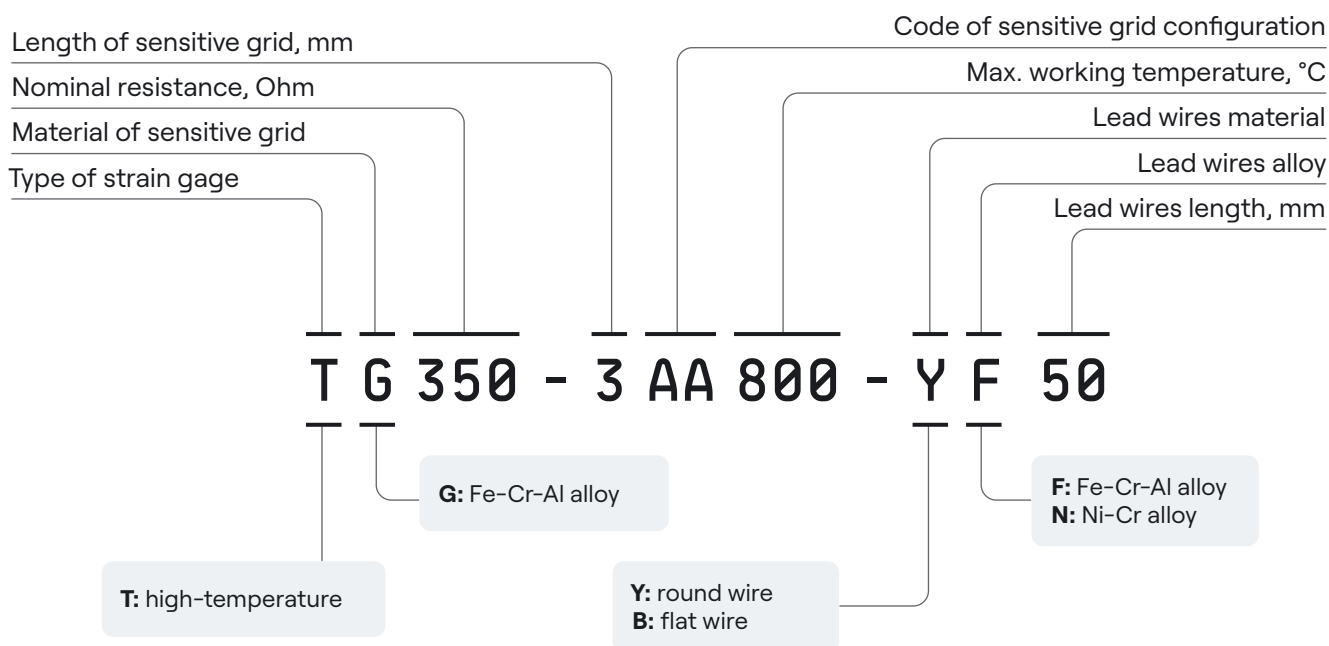 Length of sensitive grid, mm
Nominal resistance, Ohm
Material of sensitive grid
Type of strain gage
Code of sensitive grid configuration
Max. working temperature, °C
Lead wires material
Lead wires alloy
Lead wires length, mm
T G 350 - 3 AA 800 - Y F 50
G: Fe-Cr-Al alloy
F: Fe-Cr-Al alloy
N: Ni-Cr alloy
T: high-temperature
Y: round wire
B: flat wire